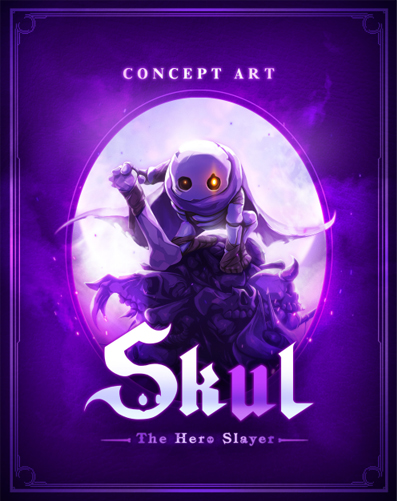 CONCEPT ART
Skul
The Hero Slayer